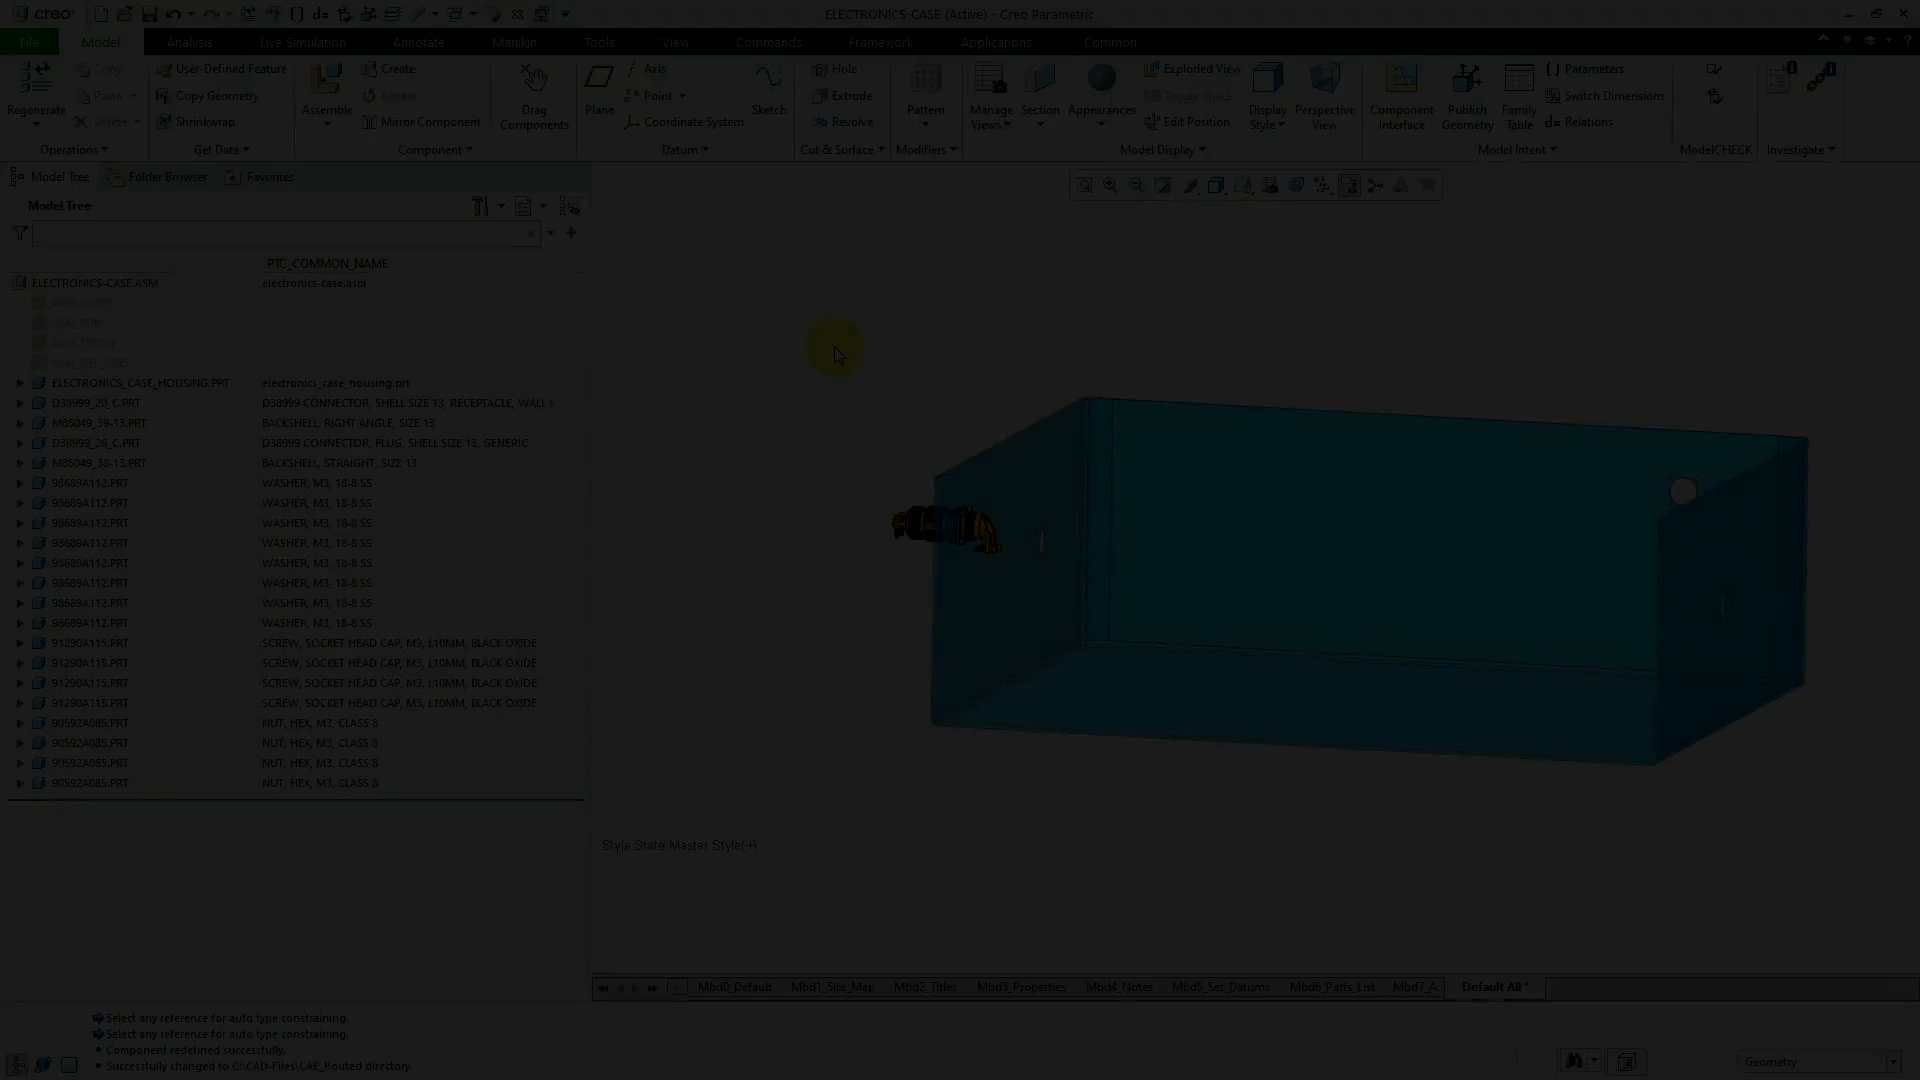 creo
ELECTRONICS-CASE (Active) - Creo Parametric
File Model Analysis Live Simulation Annotate Manikin Tools View Commands Framework Applications Common
Regenerate
Copy
Paste
Delete
Operations
User-Defined Feature
Copy Geometry
Shrinkwrap
Get Data
Assemble
Create
Repeat
Mirror Component
Component
Drag Components
Plane
Axis
Point
Coordinate System
Sketch
Datum
Hole
Extrude
Revolve
Cut & Surface
Pattern
Modifiers
Manage Views
Section
Appearances
Exploded View
Toggle Status
Edit Position
Display Style
Perspective View
Model Display
Component Interface
Publish Geometry
Family Table
Parameters
Switch Dimensions
d= Relations
Model Intent
ModelCHECK
Investigate
Model Tree Folder Browser Favorites
Model Tree
PTC_COMMON_NAME
ELECTRONICS-CASE.ASM electronics-case.asm
ELECTRONICS_CASE_HOUSING.PRT electronics_case_housing.prt
D38999_20_C.PRT D38999 CONNECTOR, SHELL SIZE 13, RECEPTACLE, WALL
M85049_39-13.PRT BACKSHELL, RIGHT ANGLE, SIZE 13
D38999_26_C.PRT D38999 CONNECTOR, PLUG, SHELL SIZE 13, GENERIC
M85049_38-13.PRT BACKSHELL, STRAIGHT, SIZE 13
98689A112.PRT WASHER, M3, 18-8 SS
98689A112.PRT WASHER, M3, 18-8 SS
98689A112.PRT WASHER, M3, 18-8 SS
98689A112.PRT WASHER, M3, 18-8 SS
98689A112.PRT WASHER, M3, 18-8 SS
98689A112.PRT WASHER, M3, 18-8 SS
98689A112.PRT WASHER, M3, 18-8 SS
98689A112.PRT WASHER, M3, 18-8 SS
91290A115.PRT SCREW, SOCKET HEAD CAP, M3, L10MM, BLACK OXIDE
91290A115.PRT SCREW, SOCKET HEAD CAP, M3, L10MM, BLACK OXIDE
91290A115.PRT SCREW, SOCKET HEAD CAP, M3, L10MM, BLACK OXIDE
91290A115.PRT SCREW, SOCKET HEAD CAP, M3, L10MM, BLACK OXIDE
90592A085.PRT NUT, HEX, M3, CLASS 8
90592A085.PRT NUT, HEX, M3, CLASS 8
90592A085.PRT NUT, HEX, M3, CLASS 8
90592A085.PRT NUT, HEX, M3, CLASS 8
Style State Master Style(+)
Mbd0_Default Mbd1_Site_Map Mbd2_Titles Mbd3_Properties Mbd4_Notes Mbd5_Set_Datums Mbd6_Parts_List Mbd7_A Default All *
Select any reference for auto type constraining.
Select any reference for auto type constraining.
• Component redefined successfully.
• Successfully changed to C:\CAD-Files\CAE_Routed directory.
Geometry